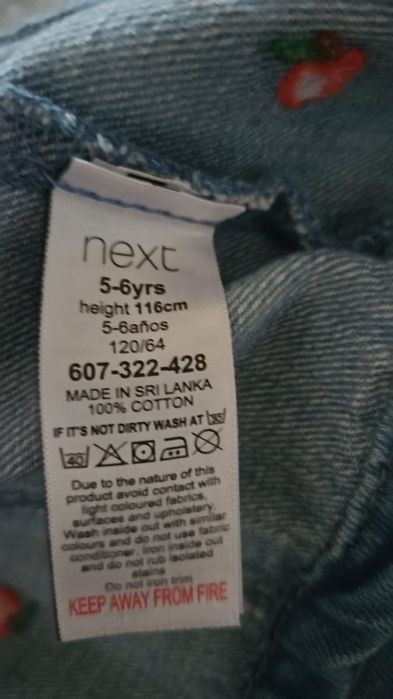 next
5-6yrs
height 116cm
5-6años
120/64
607-322-428
MADE IN SRI LANKA
100% COTTON
IF IT'S NOT DIRTY WASH AT 30
40
Due to the nature of this
product avoid contact with
light coloured fabrics,
surfaces and upholstery.
Wash inside out with similar
colours and do not use fabric
conditioner, iron inside out
and do not rub isolated
stains
Do not iron trim
KEEP AWAY FROM FIRE